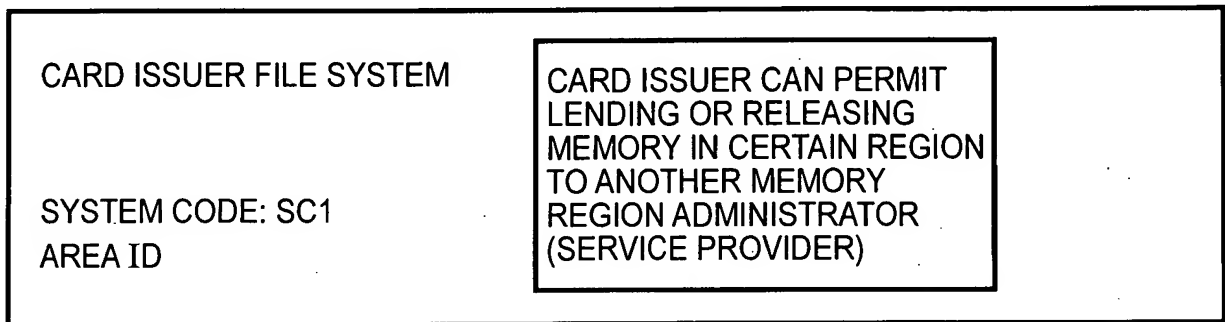 CARD ISSUER FILE SYSTEM
SYSTEM CODE: SC1
AREA ID
CARD ISSUER CAN PERMIT
LENDING OR RELEASING
MEMORY IN CERTAIN REGION
TO ANOTHER MEMORY
REGION ADMINISTRATOR
(SERVICE PROVIDER)